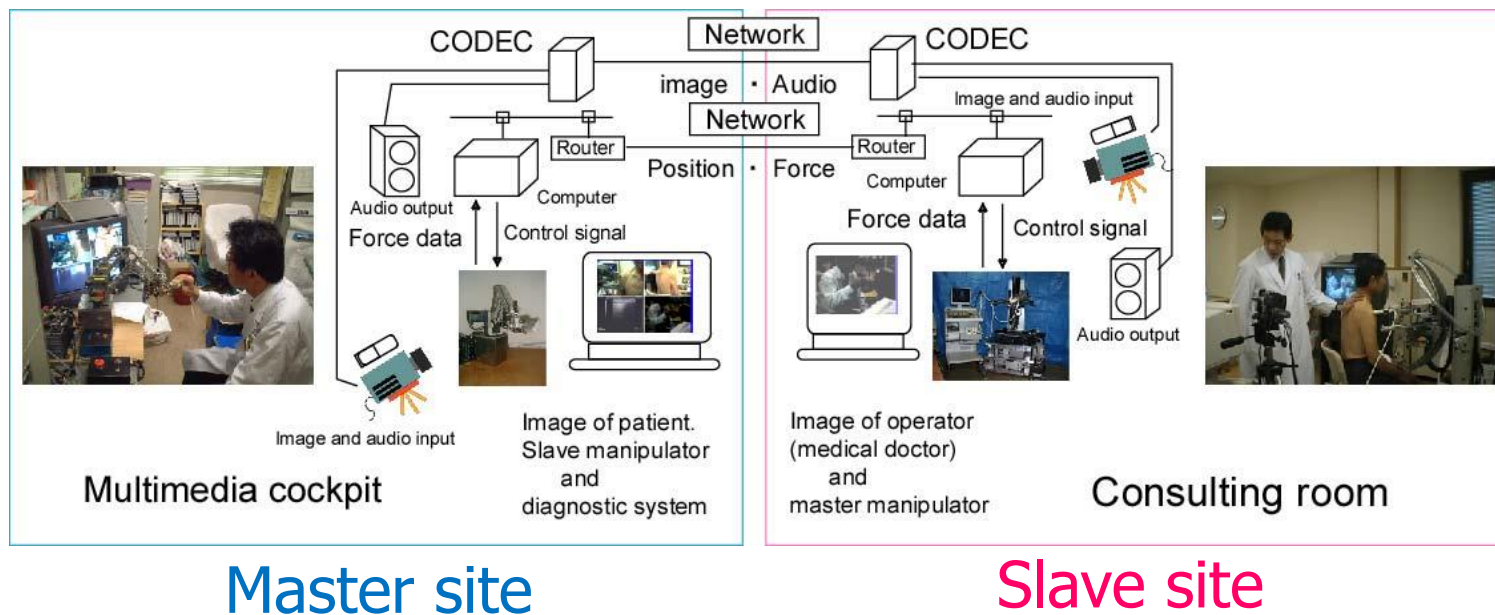 CODEC
Network
CODEC
image ・ Audio
Image and audio input
Network
Router
Router
Position ・ Force
Computer
Computer
Audio output
Force data
Control signal
Force data
Control signal
Audio output
Image and audio input
Image of patient.
Slave manipulator
and
diagnostic system
Image of operator
(medical doctor)
and
master manipulator
Multimedia cockpit
Consulting room
Master site
Slave site